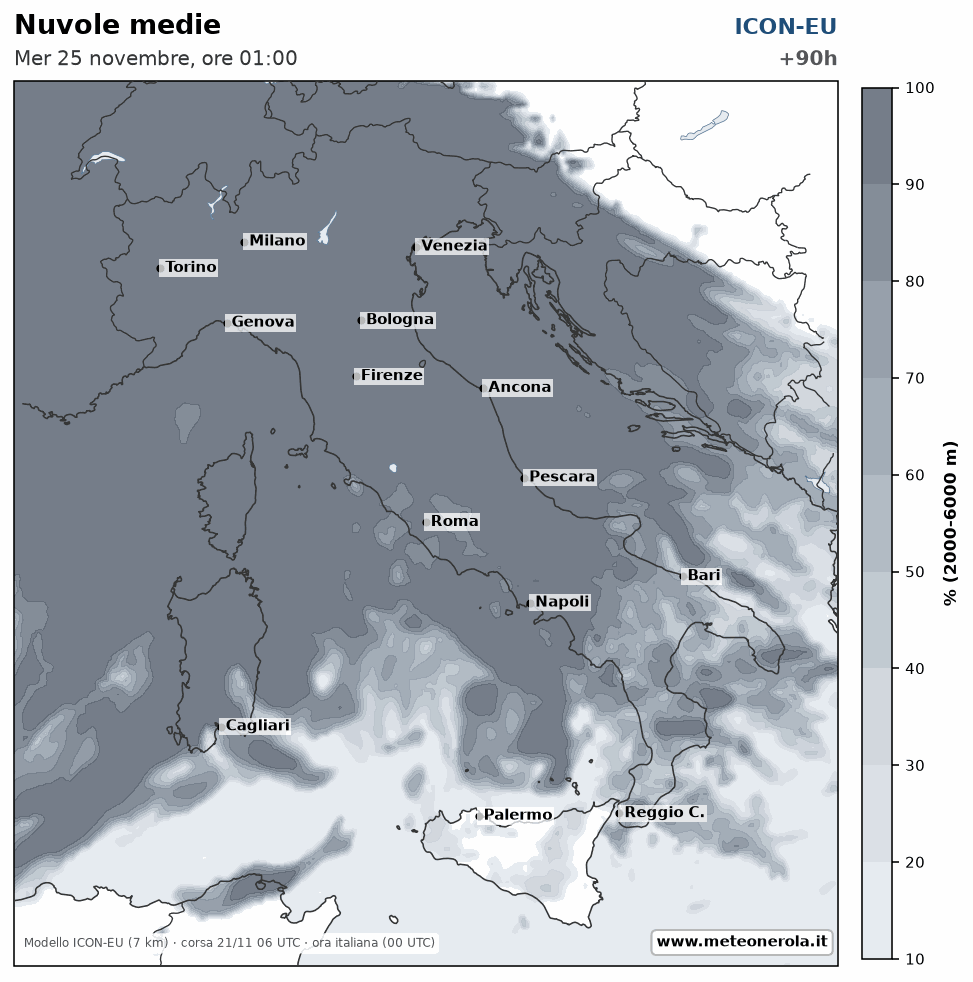 Nuvole medie
ICON-EU
Mer 25 novembre, ore 01:00
+90h
100
90
80
70
60
50
40
30
20
10
% (2000-6000 m)
Milano
Venezia
Torino
Genova
Bologna
Firenze
Ancona
Pescara
Roma
Bari
Napoli
Cagliari
Palermo
Reggio C.
Modello ICON-EU (7 km) · corsa 21/11 06 UTC · ora italiana (00 UTC)
www.meteonerola.it